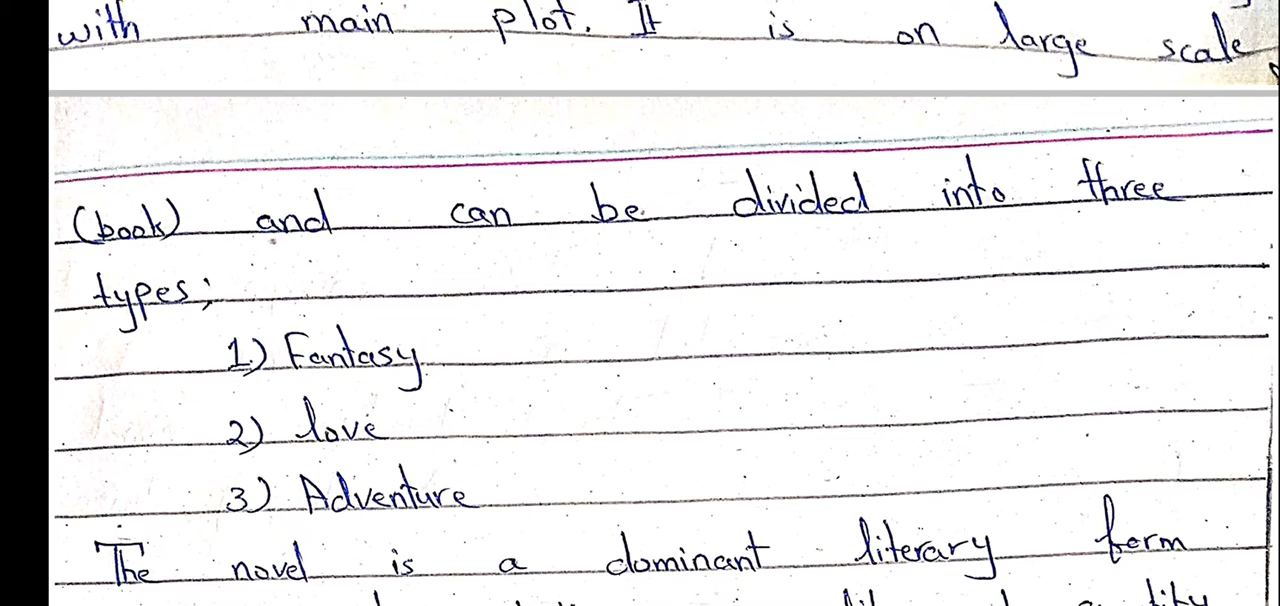 with main plot. It is on large scale
(book) and can be divided into three
types;
1) Fantasy
2) love
3) Adventure
The novel is a dominant literary form